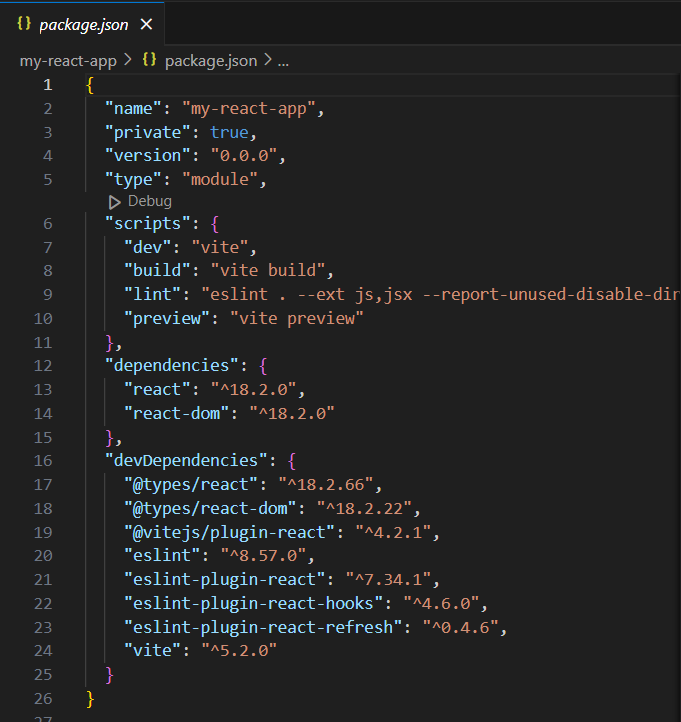 {} package.json ×
my-react-app > {} package.json > ...
1 {
2 "name": "my-react-app",
3 "private": true,
4 "version": "0.0.0",
5 "type": "module",
Debug
6 "scripts": {
7 "dev": "vite",
8 "build": "vite build",
9 "lint": "eslint . --ext js,jsx --report-unused-disable-dir
10 "preview": "vite preview"
11 },
12 "dependencies": {
13 "react": "^18.2.0",
14 "react-dom": "^18.2.0"
15 },
16 "devDependencies": {
17 "@types/react": "^18.2.66",
18 "@types/react-dom": "^18.2.22",
19 "@vitejs/plugin-react": "^4.2.1",
20 "eslint": "^8.57.0",
21 "eslint-plugin-react": "^7.34.1",
22 "eslint-plugin-react-hooks": "^4.6.0",
23 "eslint-plugin-react-refresh": "^0.4.6",
24 "vite": "^5.2.0"
25 }
26 }
27